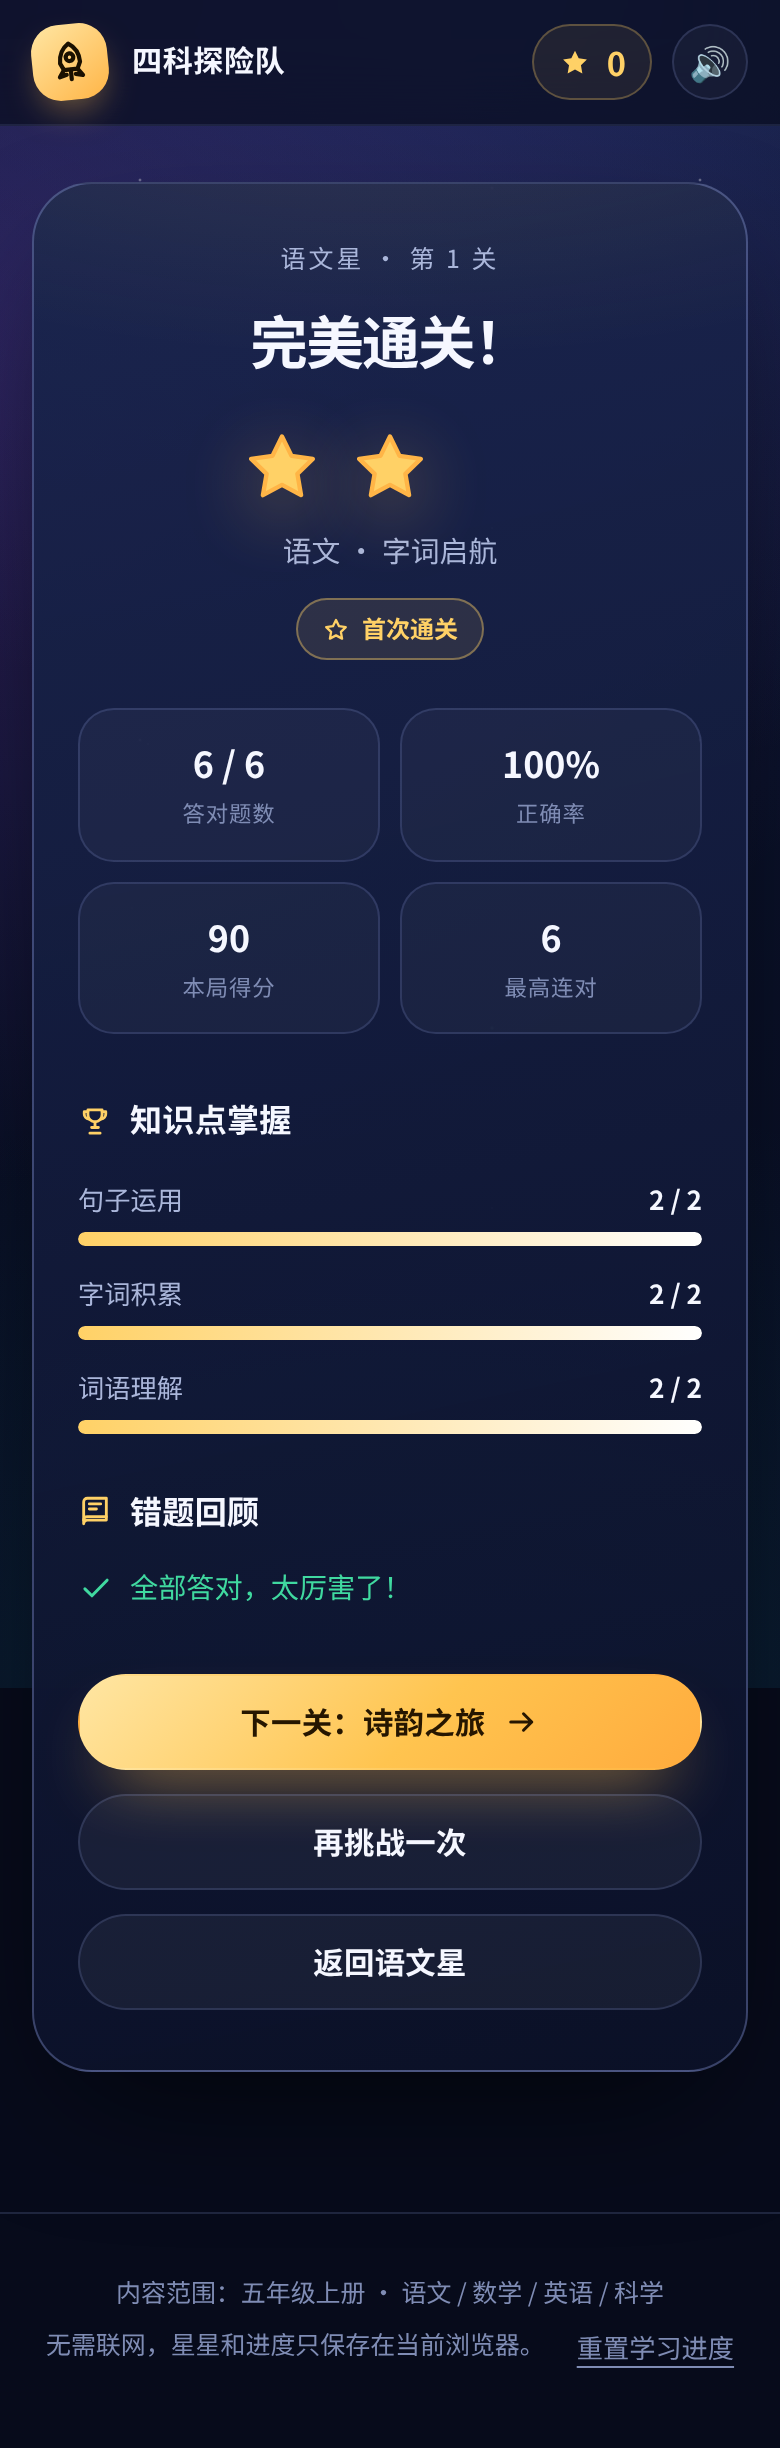 四科探险队
0
语文星 · 第 1 关
完美通关！
语文 · 字词启航
首次通关
6 / 6
答对题数
100%
正确率
90
本局得分
6
最高连对
知识点掌握
句子运用 2 / 2
字词积累 2 / 2
词语理解 2 / 2
错题回顾
全部答对，太厉害了！
下一关：诗韵之旅 →
再挑战一次
返回语文星
内容范围：五年级上册 · 语文 / 数学 / 英语 / 科学
无需联网，星星和进度只保存在当前浏览器。 重置学习进度